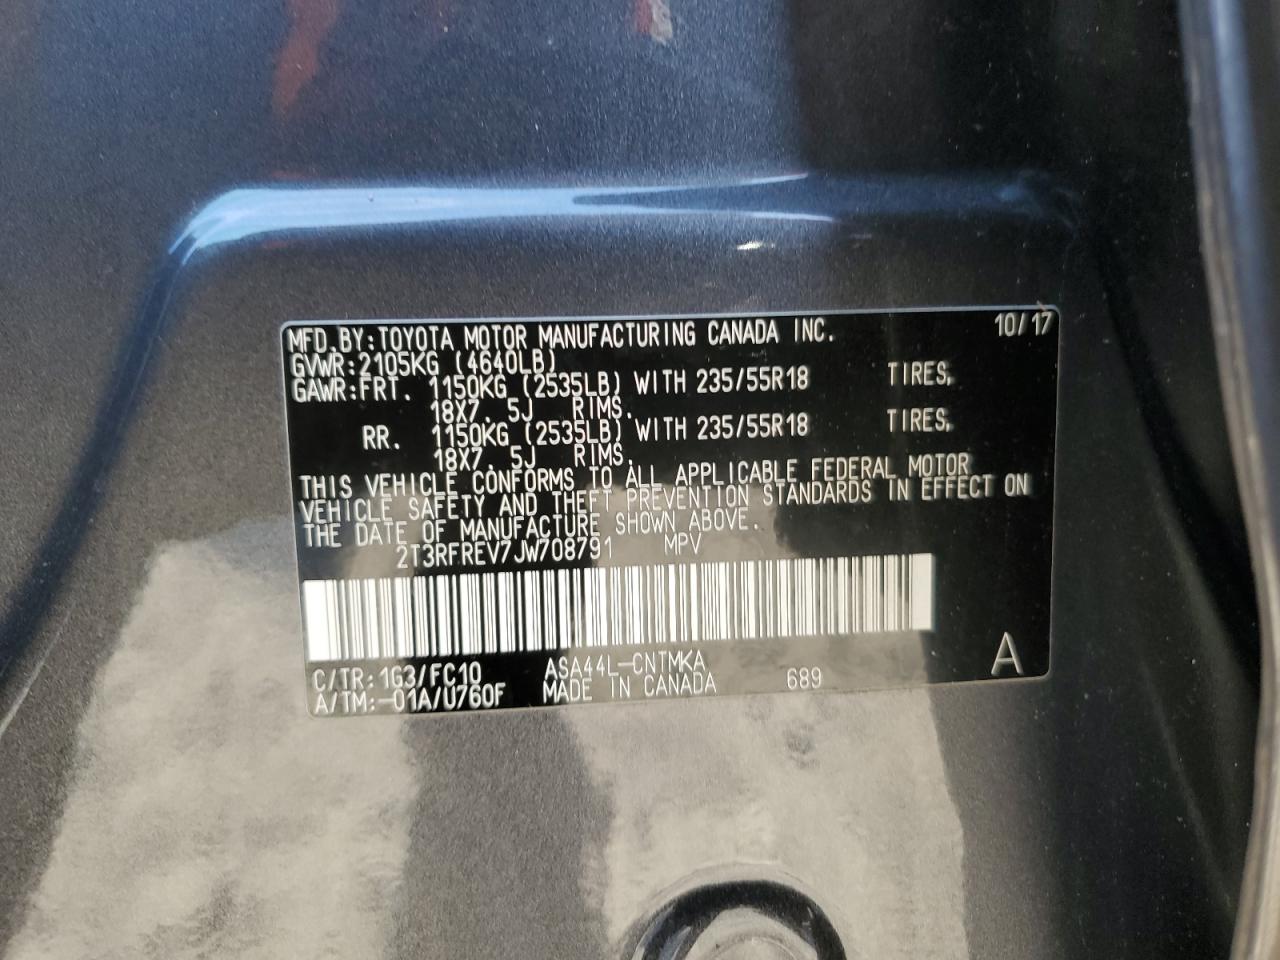 MFD.BY:TOYOTA MOTOR MANUFACTURING CANADA INC. 10/17
GVWR:2105KG (4640LB)
GAWR:FRT. 1150KG (2535LB) WITH 235/55R18 TIRES,
18X7.5J RIMS.
RR. 1150KG (2535LB) WITH 235/55R18 TIRES,
18X7.5J RIMS.
THIS VEHICLE CONFORMS TO ALL APPLICABLE FEDERAL MOTOR
VEHICLE SAFETY AND THEFT PREVENTION STANDARDS IN EFFECT ON
THE DATE OF MANUFACTURE SHOWN ABOVE.
2T3RFREV7JW708791 MPV
C/TR:1G3/FC10 ASA44L-CNTMKA A
A/TM:-01A/U760F MADE IN CANADA 689